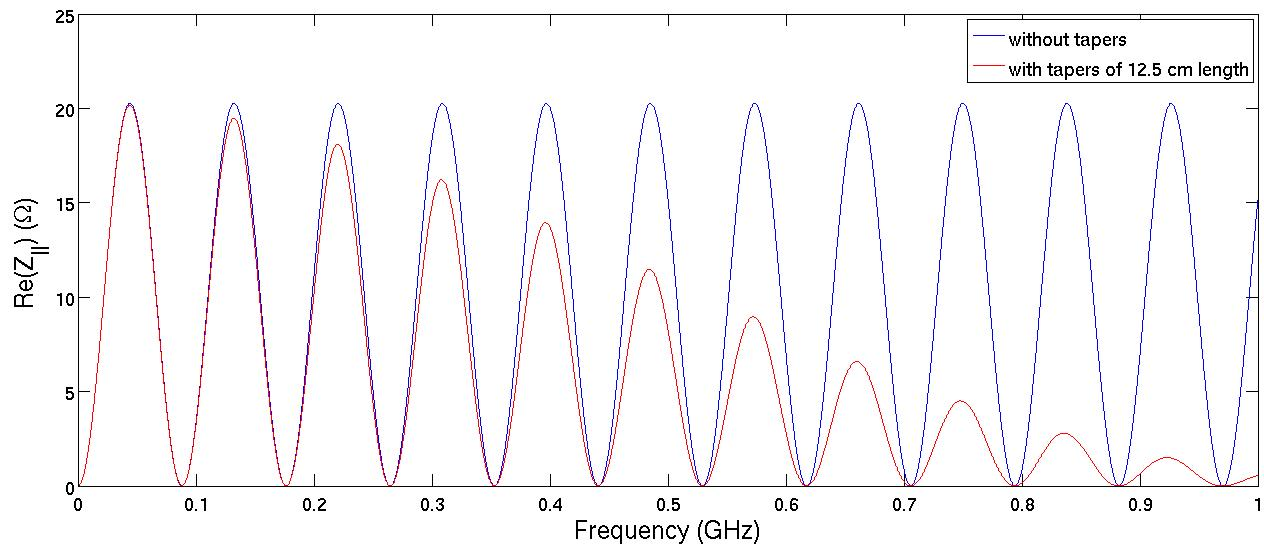 25
20
15
10
5
0
Re(Z||) (Ω)
without tapers
with tapers of 12.5 cm length
0 0.1 0.2 0.3 0.4 0.5 0.6 0.7 0.8 0.9 1
Frequency (GHz)